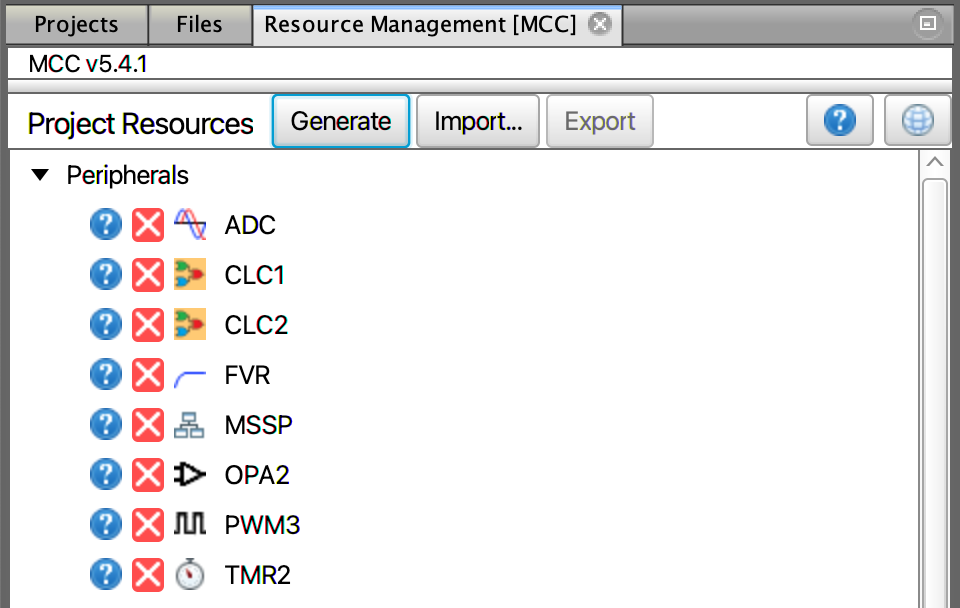 Projects Files Resource Management [MCC]
MCC v5.4.1
Project Resources Generate Import... Export ?
Peripherals
? ADC
? CLC1
? CLC2
? FVR
? MSSP
? OPA2
? PWM3
? TMR2